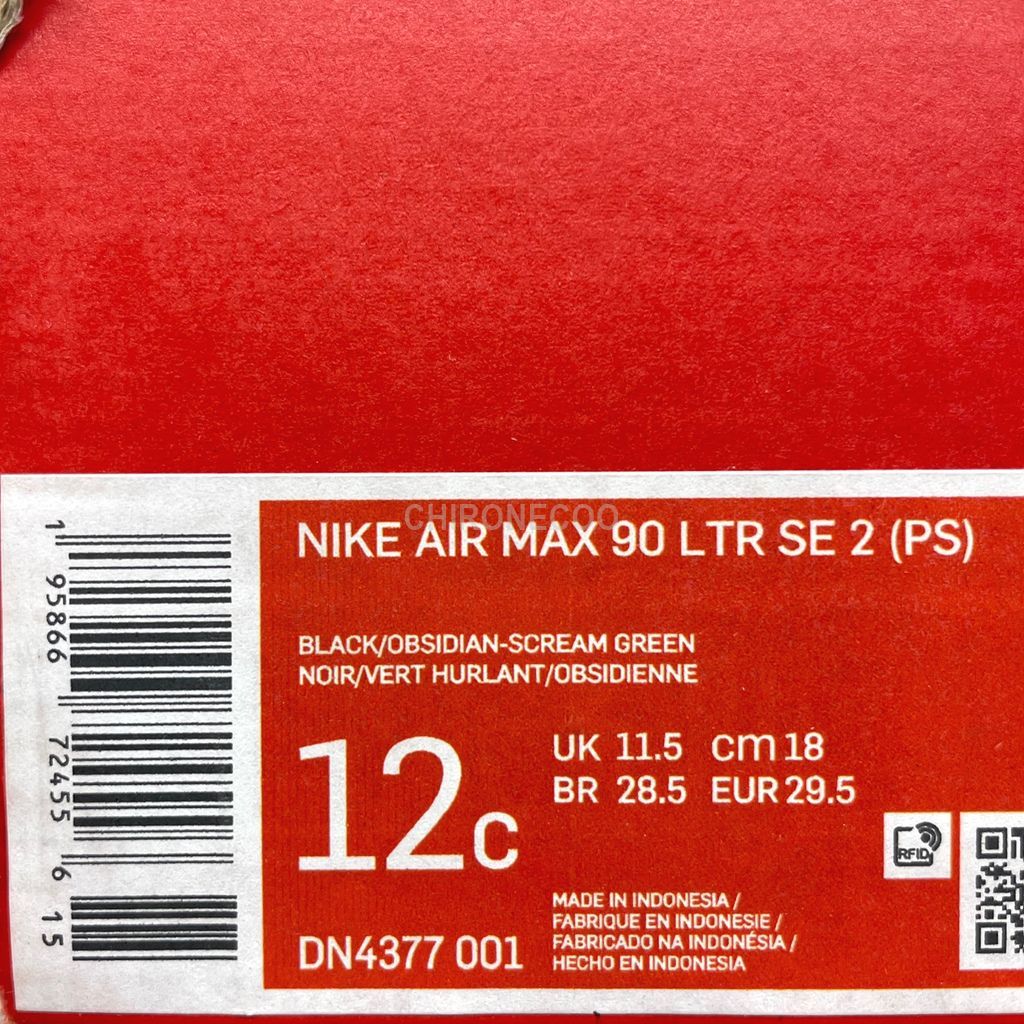 CHIRONECOO
NIKE AIR MAX 90 LTR SE 2 (PS)
BLACK/OBSIDIAN-SCREAM GREEN
NOIR/VERT HURLANT/OBSIDIENNE
12c
UK 11.5 cm 18
BR 28.5 EUR 29.5
RFID
DN4377 001
MADE IN INDONESIA /
FABRIQUE EN INDONESIE /
FABRICADO NA INDONÉSIA /
HECHO EN INDONESIA
1 95866 72455 6 15